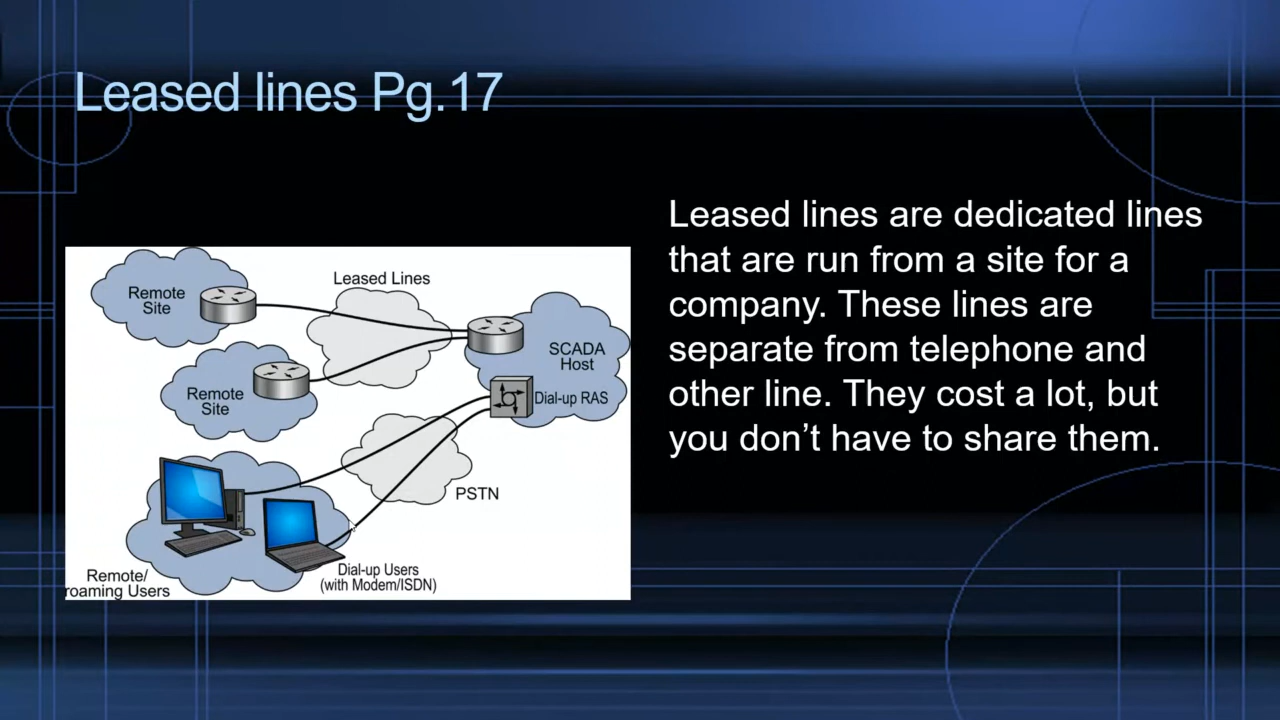 Leased lines Pg.17
Leased lines are dedicated lines
that are run from a site for a
company. These lines are
separate from telephone and
other line. They cost a lot, but
you don’t have to share them.
Leased Lines
Remote
Site
SCADA
Host
Remote
Site
Dial-up RAS
PSTN
Dial-up Users
(with Modem/ISDN)
Remote/
roaming Users